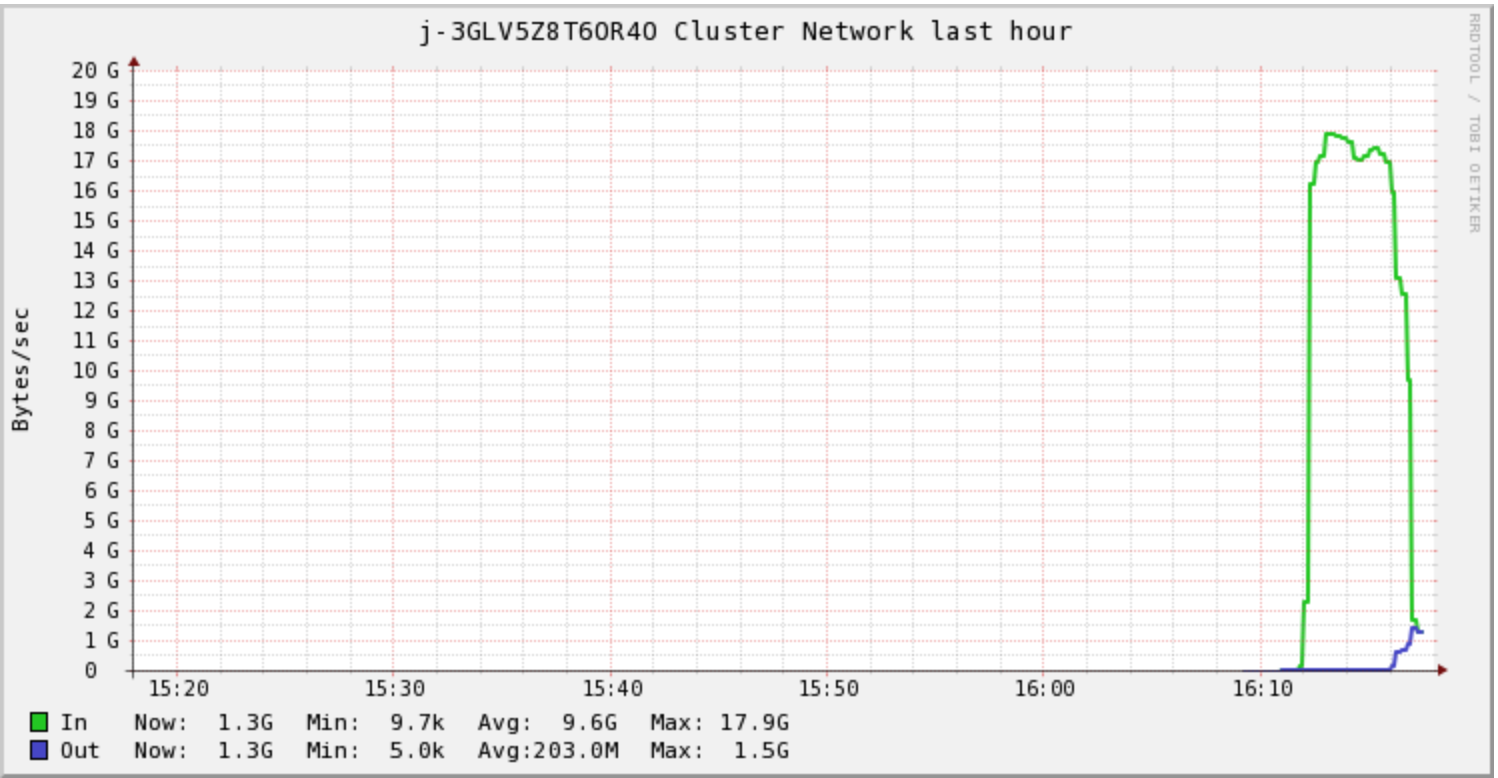 j-3GLV5Z8T6OR4O Cluster Network last hour
RRDTOOL / TOBI OETIKER
Bytes/sec
20 G
19 G
18 G
17 G
16 G
15 G
14 G
13 G
12 G
11 G
10 G
9 G
8 G
7 G
6 G
5 G
4 G
3 G
2 G
1 G
0
15:20 15:30 15:40 15:50 16:00 16:10
In Now: 1.3G Min: 9.7k Avg: 9.6G Max: 17.9G
Out Now: 1.3G Min: 5.0k Avg:203.0M Max: 1.5G